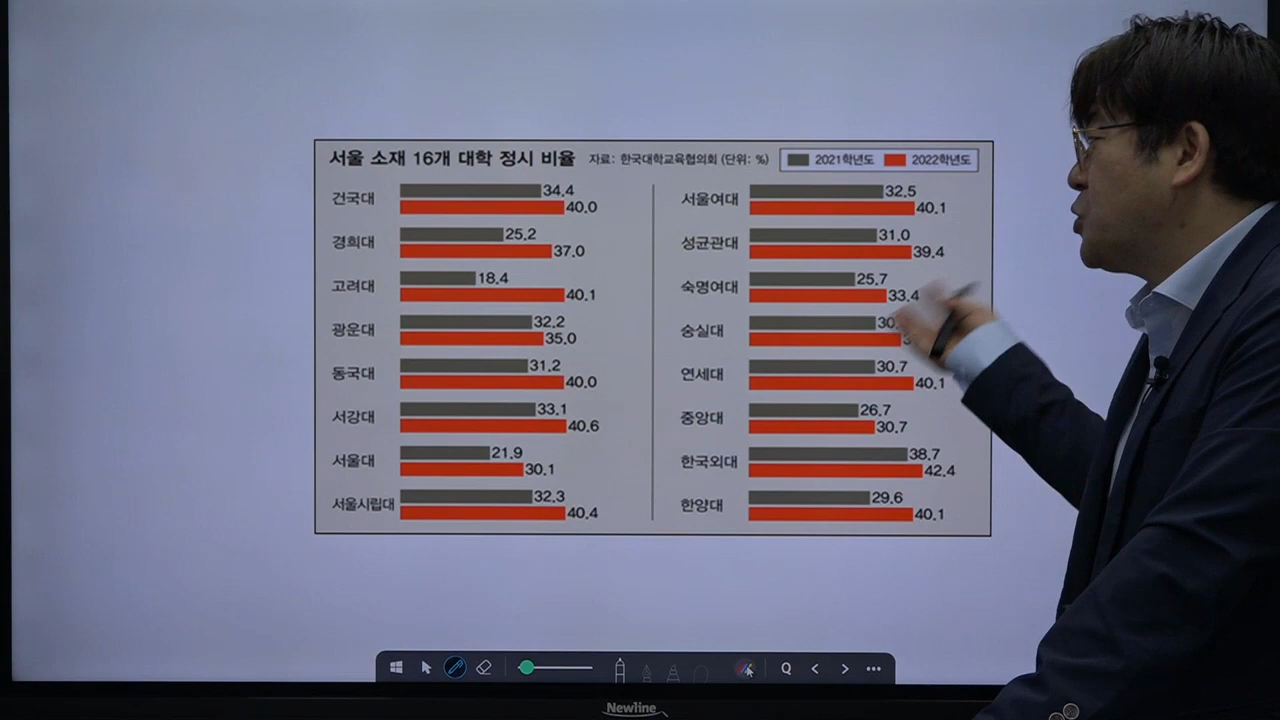 서울 소재 16개 대학 정시 비율 자료: 한국대학교육협의회 (단위: %) 2021학년도 2022학년도
건국대 34.4 40.0
경희대 25.2 37.0
고려대 18.4 40.1
광운대 32.2 35.0
동국대 31.2 40.0
서강대 33.1 40.6
서울대 21.9 30.1
서울시립대 32.3 40.4
서울여대 32.5 40.1
성균관대 31.0 39.4
숙명여대 25.7 33.4
숭실대
연세대 30.7 40.1
중앙대 26.7 30.7
한국외대 38.7 42.4
한양대 29.6 40.1
Newline